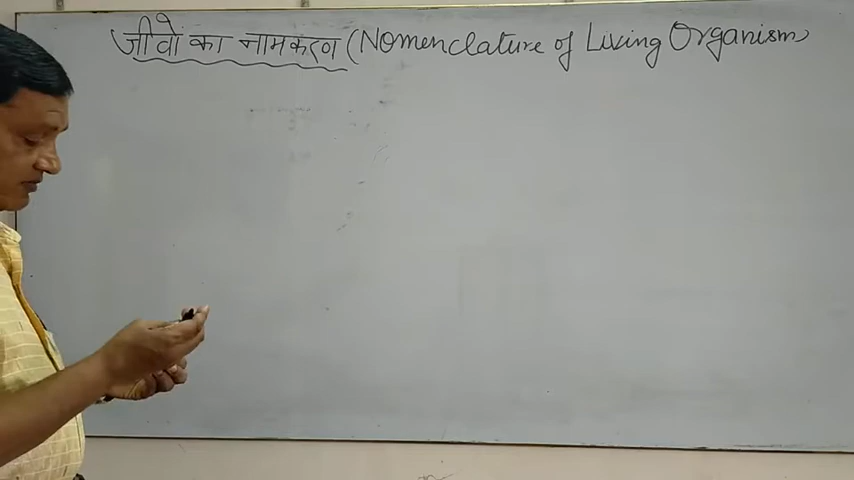 जीवो का नामकरण (Nomenclature of Living Organism)